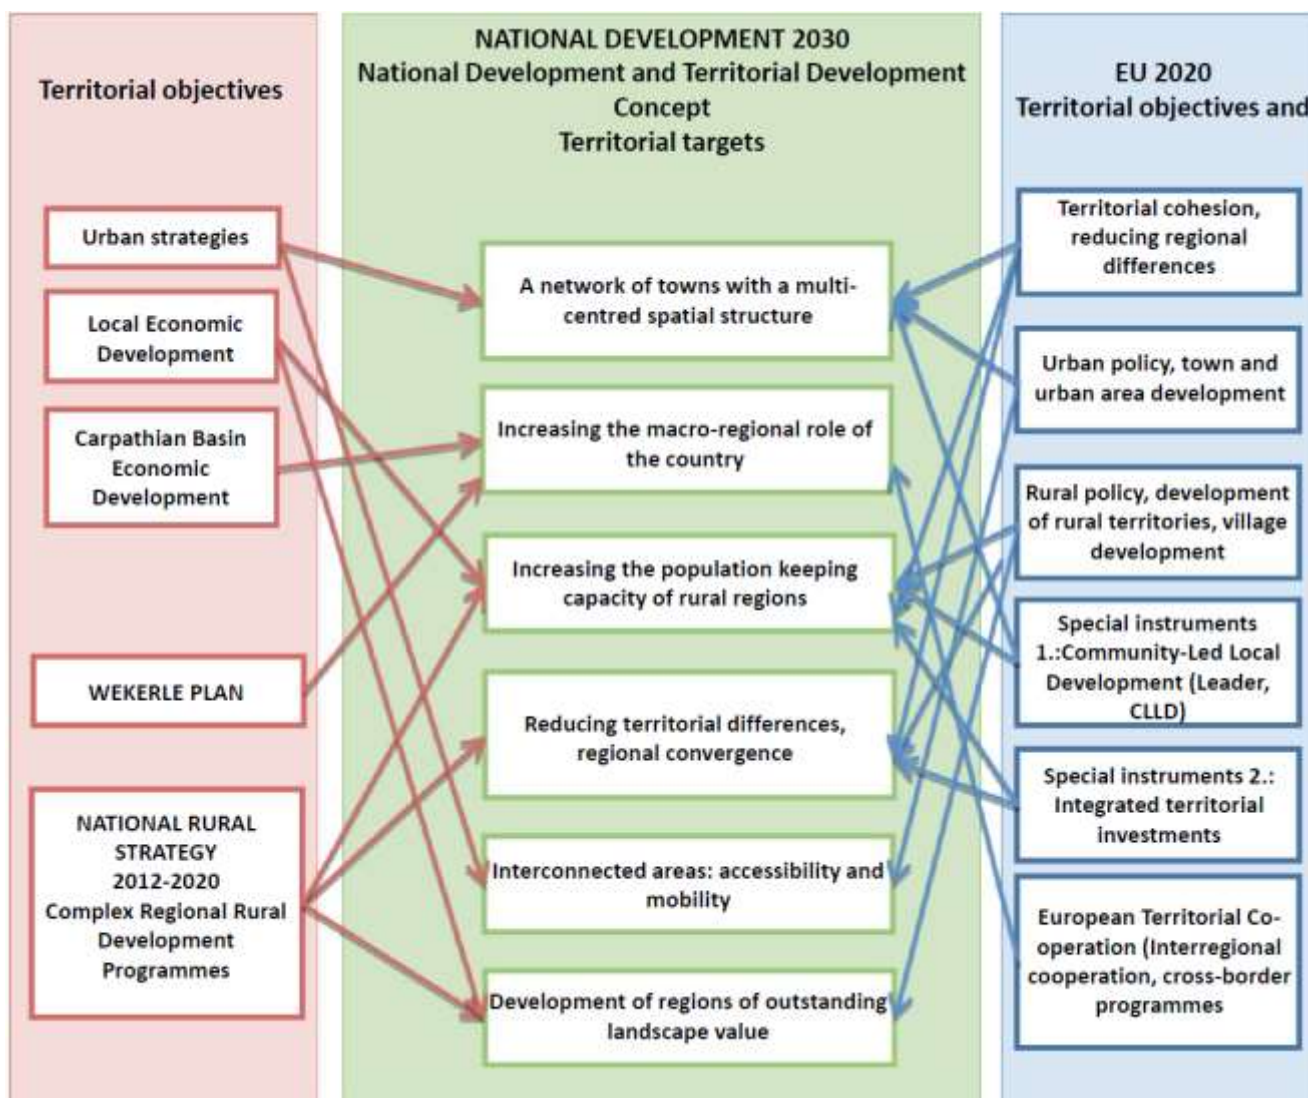 Territorial objectives
Urban strategies
Local Economic
Development
Carpathian Basin
Economic
Development
WEKERLE PLAN
NATIONAL RURAL
STRATEGY
2012-2020
Complex Regional Rural
Development
Programmes
NATIONAL DEVELOPMENT 2030
National Development and Territorial Development
Concept
Territorial targets
A network of towns with a multi-
centred spatial structure
Increasing the macro-regional role of
the country
Increasing the population keeping
capacity of rural regions
Reducing territorial differences,
regional convergence
Interconnected areas: accessibility and
mobility
Development of regions of outstanding
landscape value
EU 2020
Territorial objectives and
Territorial cohesion,
reducing regional
differences
Urban policy, town and
urban area development
Rural policy, development
of rural territories, village
development
Special instruments
1.:Community-Led Local
Development (Leader,
CLLD)
Special instruments 2.:
Integrated territorial
investments
European Territorial Co-
operation (Interregional
cooperation, cross-border
programmes